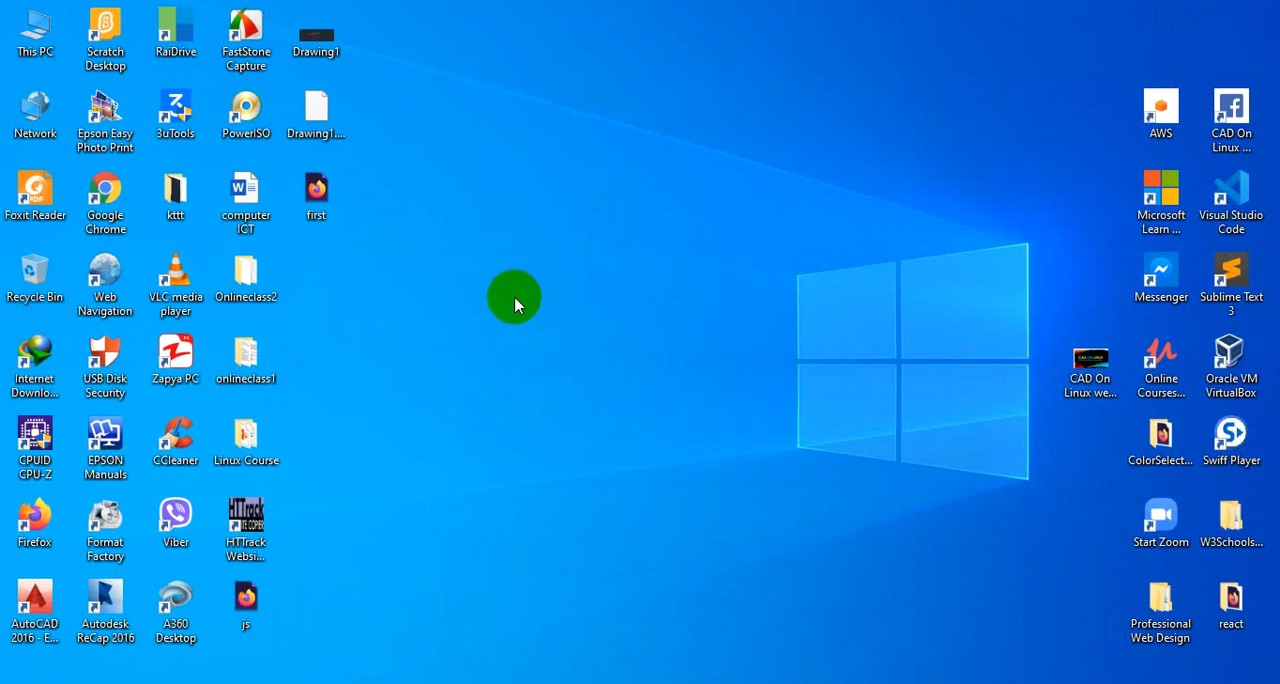 This PC
Scratch
Desktop
RaiDrive
FastStone
Capture
Drawing1
Network
Epson Easy
Photo Print
3uTools
PowerISO
Drawing1....
AWS
CAD On
Linux ...
Foxit Reader
Google
Chrome
kttt
computer
ICT
first
Microsoft
Learn ...
Visual Studio
Code
Recycle Bin
Web
Navigation
VLC media
player
Onlineclass2
Messenger
Sublime Text
3
Internet
Downlo...
USB Disk
Security
Zapya PC
onlineclass1
CAD On
Linux we...
Online
Courses...
Oracle VM
VirtualBox
CPUID
CPU-Z
EPSON
Manuals
CCleaner
Linux Course
ColorSelect...
Swiff Player
Firefox
Format
Factory
Viber
HTTrack
HTTrack
Websi...
Start Zoom
W3Schools...
AutoCAD
2016 - E...
Autodesk
ReCap 2016
A360
Desktop
js
Professional
Web Design
react